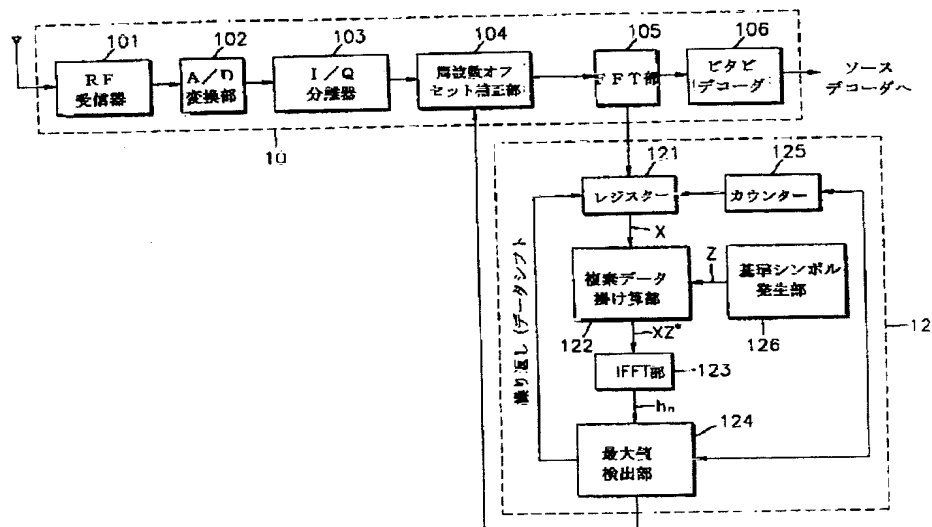 101
102
103
104
105
106
RF
受信器
A/D
変換部
I/Q
分離器
周波数オフ
セット補正部
FFT部
ビタビ
デコーダ
ソース
デコーダへ
10
121
125
レジスター
カウンター
X
繰り返し(データシフト)
複素データ
掛け算部
Z
基準シンボル
発生部
122
XZ*
126
12
IFFT部
123
hn
124
最大値
検出部